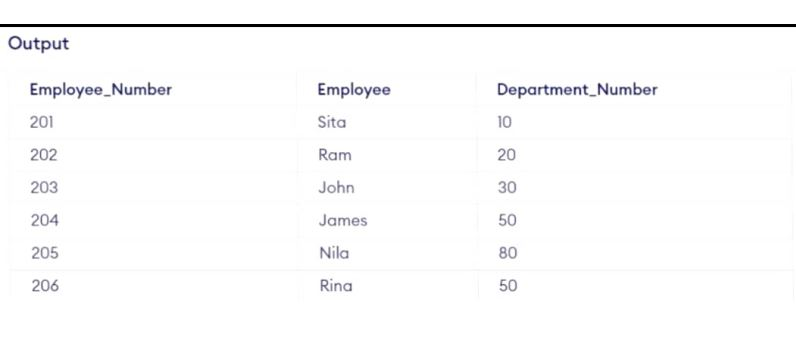 Output
Employee_Number Employee Department_Number
201 Sita 10
202 Ram 20
203 John 30
204 James 50
205 Nila 80
206 Rina 50